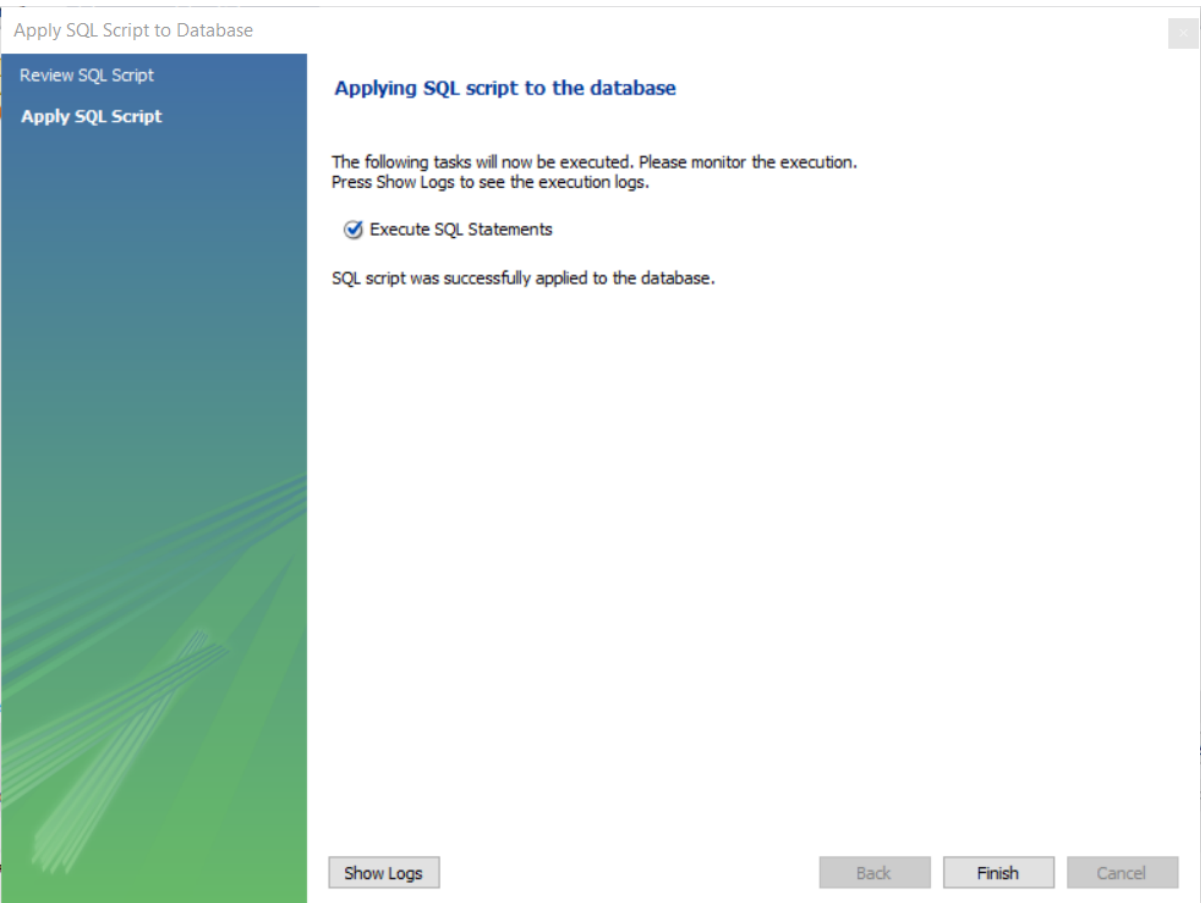 Apply SQL Script to Database
Review SQL Script
Apply SQL Script
Applying SQL script to the database
The following tasks will now be executed. Please monitor the execution.
Press Show Logs to see the execution logs.
Execute SQL Statements
SQL script was successfully applied to the database.
Show Logs
Back
Finish
Cancel